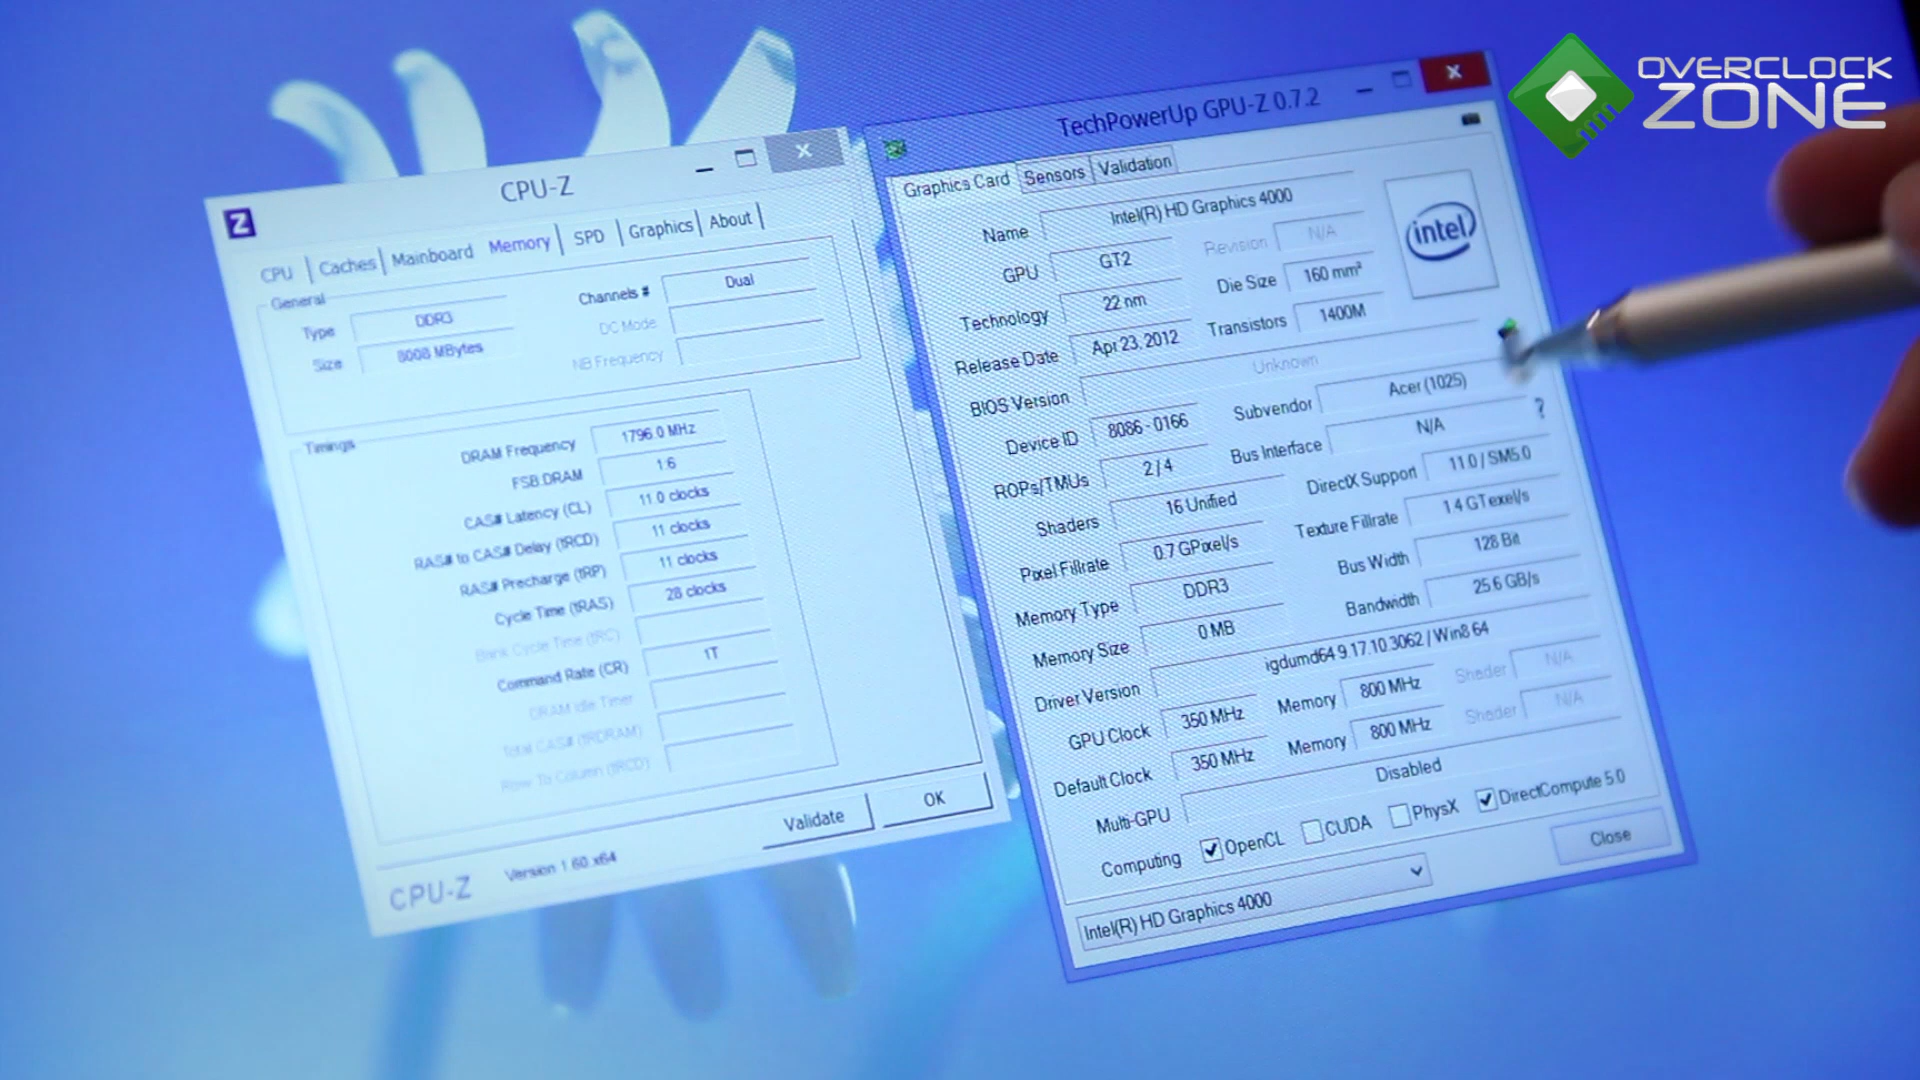 OVERCLOCK
ZONE
CPU-Z
CPU
Caches
Mainboard
Memory
SPD
Graphics
About
General
Type
DDR3
Channels #
Dual
Size
8008 MBytes
DC Mode
NB Frequency
Timings
DRAM Frequency
1796.0 MHz
FSB:DRAM
1:6
CAS# Latency (CL)
11.0 clocks
RAS# to CAS# Delay (tRCD)
11 clocks
RAS# Precharge (tRP)
11 clocks
Cycle Time (tRAS)
28 clocks
Bank Cycle Time (tRC)
Command Rate (CR)
1T
DRAM Idle Timer
Total CAS# (tRDRAM)
Row To Column (tRCD)
CPU-Z
Version 1.60.x64
Validate
OK
TechPowerUp GPU-Z 0.7.2
Graphics Card
Sensors
Validation
Name
Intel(R) HD Graphics 4000
intel
GPU
GT2
Revision
N/A
Technology
22 nm
Die Size
160 mm²
Release Date
Apr 23, 2012
Transistors
1400M
BIOS Version
Unknown
Device ID
8086 - 0166
Subvendor
Acer (1025)
ROPs/TMUs
2 / 4
Bus Interface
N/A
?
Shaders
16 Unified
DirectX Support
11.0 / SM5.0
Pixel Fillrate
0.7 GPixel/s
Texture Fillrate
1.4 GTexel/s
Memory Type
DDR3
Bus Width
128 Bit
Memory Size
0 MB
Bandwidth
25.6 GB/s
Driver Version
igdumd64 9.17.10.3062 / Win8 64
GPU Clock
350 MHz
Memory
800 MHz
Shader
N/A
Default Clock
350 MHz
Memory
800 MHz
Shader
N/A
Multi-GPU
Disabled
Computing
OpenCL
CUDA
PhysX
DirectCompute 5.0
Intel(R) HD Graphics 4000
Close